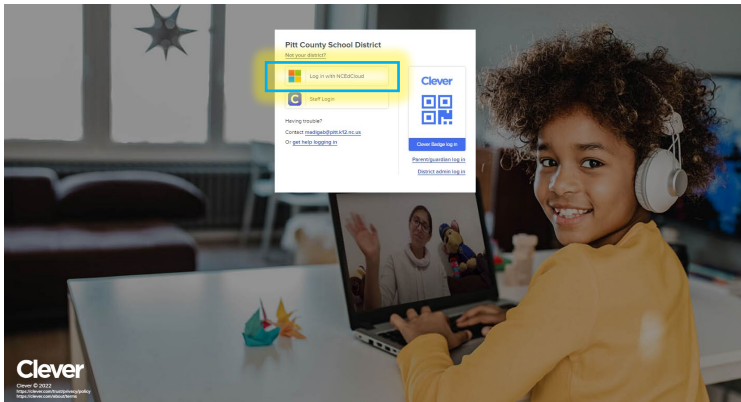 Pitt County School District
Not your district?
Log in with NCEdCloud
Staff Login
Having trouble?
Contact madigab@pitt.k12.nc.us
Or get help logging in
Clever
Clever Badge log in
Parent/guardian log in
District admin log in
Clever
Clever © 2022
https://clever.com/trust/privacy/policy
https://clever.com/about/terms